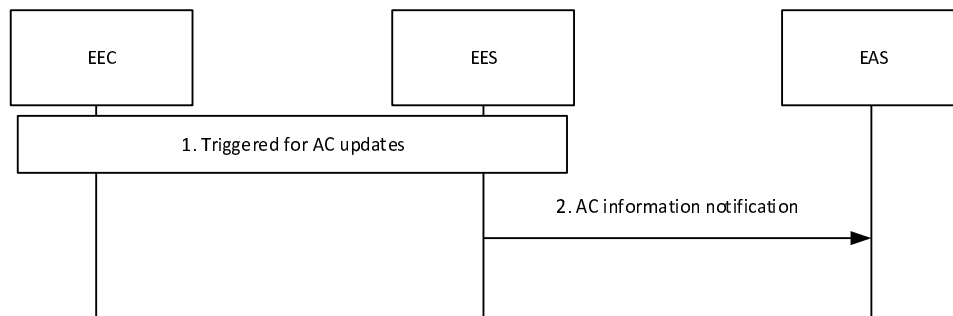 EEC
EES
EAS
1. Triggered for AC updates
2. AC information notification